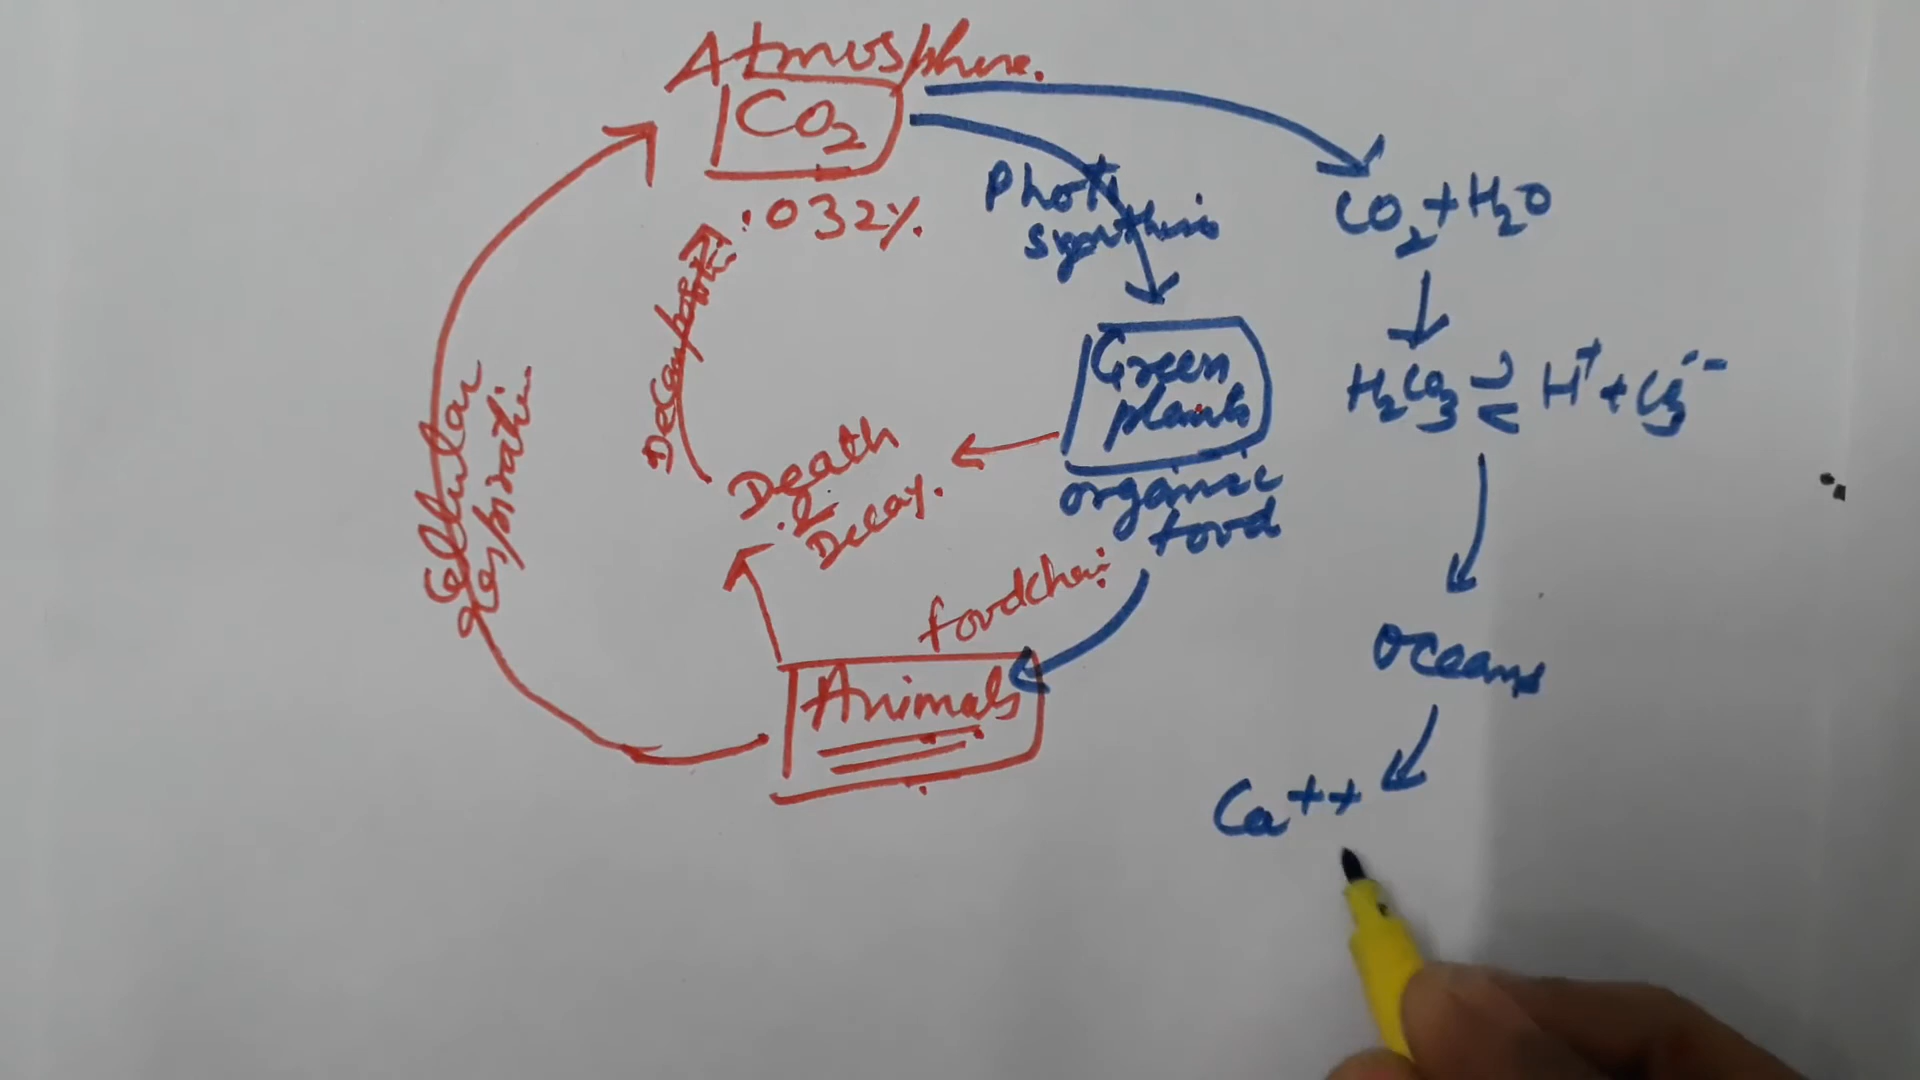 Atmosphere.
CO2
.032%.
Photo
synthesis
CO2+H2O
Green
plants
organic
food
H2CO3 ⇌ H+ + CO3--
Decomposition
Death
&
Decay.
Cellular
Respiration
foodchain
Animals
Oceans
Ca++